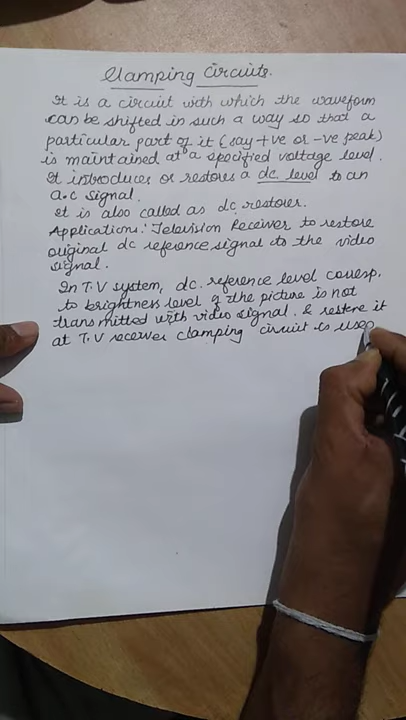 Clamping Circuits.
It is a circuit with which the waveform
can be shifted in such a way so that a
particular part of it (say +ve or -ve peak)
is maintained at a specified voltage level.
It introduces or restores a dc level to an
a.c signal.
It is also called as dc restorer.
Applications: Television Receiver to restore
original dc reference signal to the video
signal.
In T.V system, dc. reference level corresp.
to brightness level of the picture is not
transmitted with video signal. & restore it
at T.V receiver clamping circuit is used